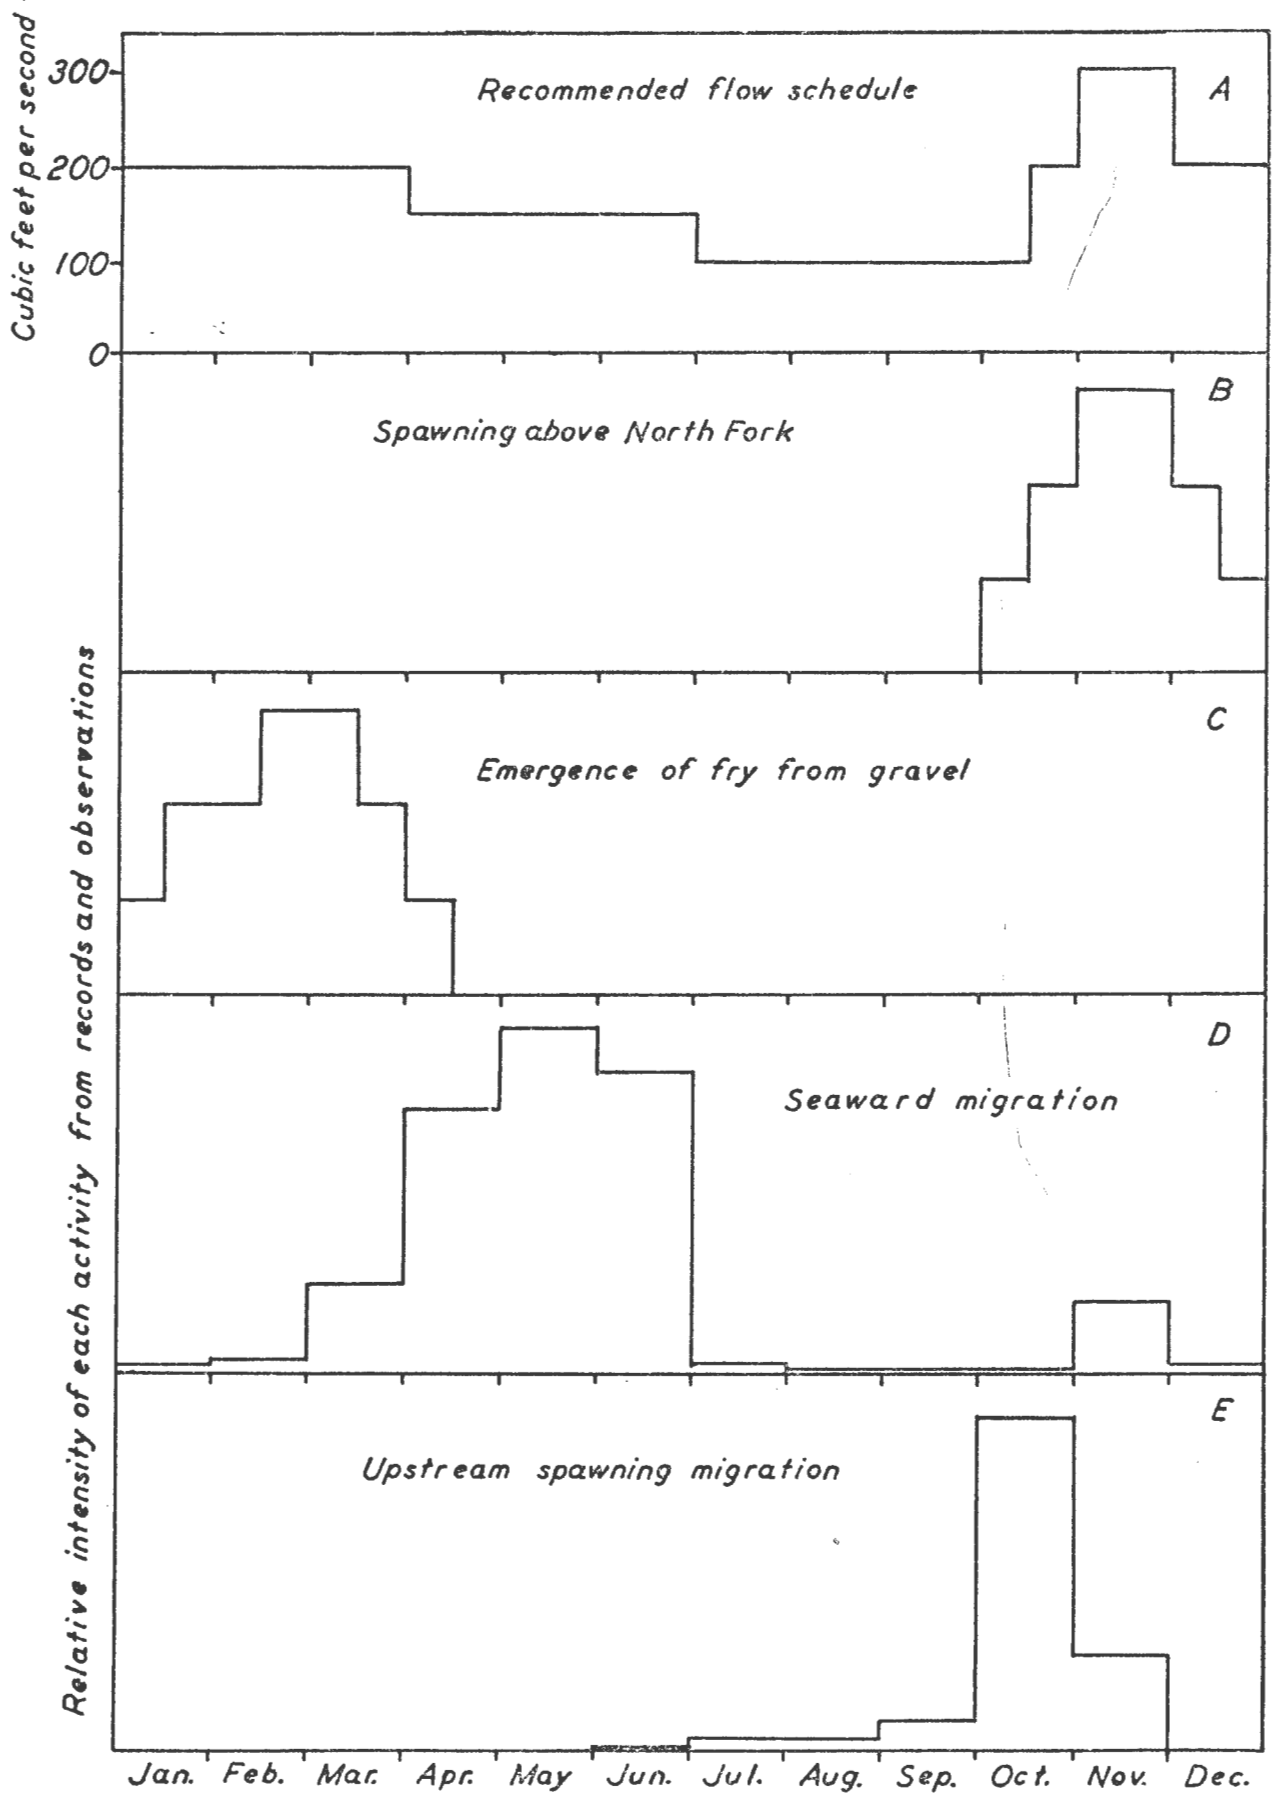 Cubic feet per second
300
200
100
0
Recommended flow schedule
A
Spawning above North Fork
B
Relative intensity of each activity from records and observations
Emergence of fry from gravel
C
Seaward migration
D
Upstream spawning migration
E
Jan. Feb. Mar. Apr. May Jun. Jul. Aug. Sep. Oct. Nov. Dec.